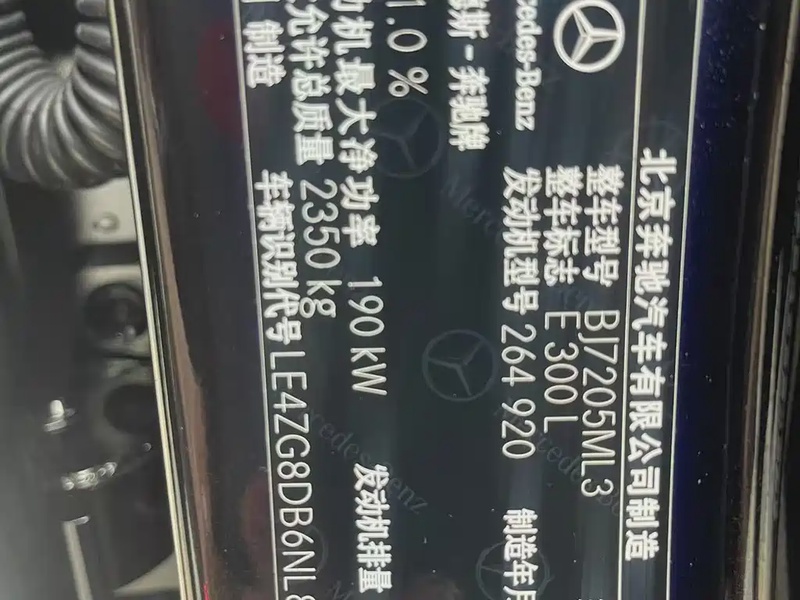 北京奔驰汽车有限公司制造
整车型号 BJ7205ML3
整车标志 E 300 L
发动机型号 264 920 制造年月
Mercedes-Benz
德斯-奔驰牌
1.0 %
动机最大净功率 190 kW 发动机排量
允许总质量 2350 kg
车辆识别代号 LE4ZG8DB6NL8
制造